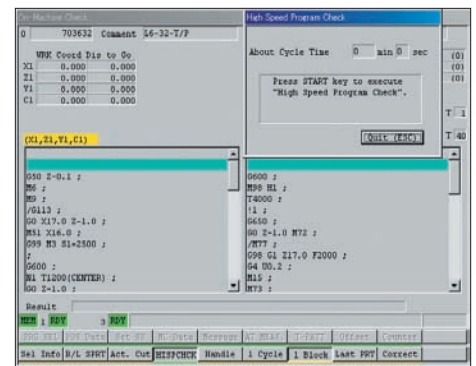 On-Machine Check
High Speed Program Check
O 703632 Comment L6-32-T/P
WRK Coord Dis to Go
X1 0.000 0.000
Z1 0.000 0.000
Y1 0.000 0.000
C1 0.000 0.000
About Cycle Time 0 min 0 sec
Press START key to execute
"High Speed Program Check".
Quit (ESC)
(0)
(0)
(0)
T 1
T 40
(X1,Z1,Y1,C1)
G50 Z-0.1 ;
M6 ;
M9 ;
/G113 ;
G0 X17.0 Z-1.0 ;
M51 X16.0 ;
G99 M3 S1=2500 ;
;
G600 ;
N1 T1200(CENTER) ;
G0 Z-1.0 ;
G600 ;
M98 H1 ;
T4000 ;
!1 ;
G650 ;
G0 Z-1.0 M72 ;
/M77 ;
G98 G1 Z17.0 F2000 ;
G4 U0.2 ;
M15 ;
M73 ;
Result
MEM 1 RDY 3 RDY
Message Offset Counter
Sel Info B/L SPRT Act. Cut HISPCHCK Handle 1 Cycle 1 Block Last PRT Correct